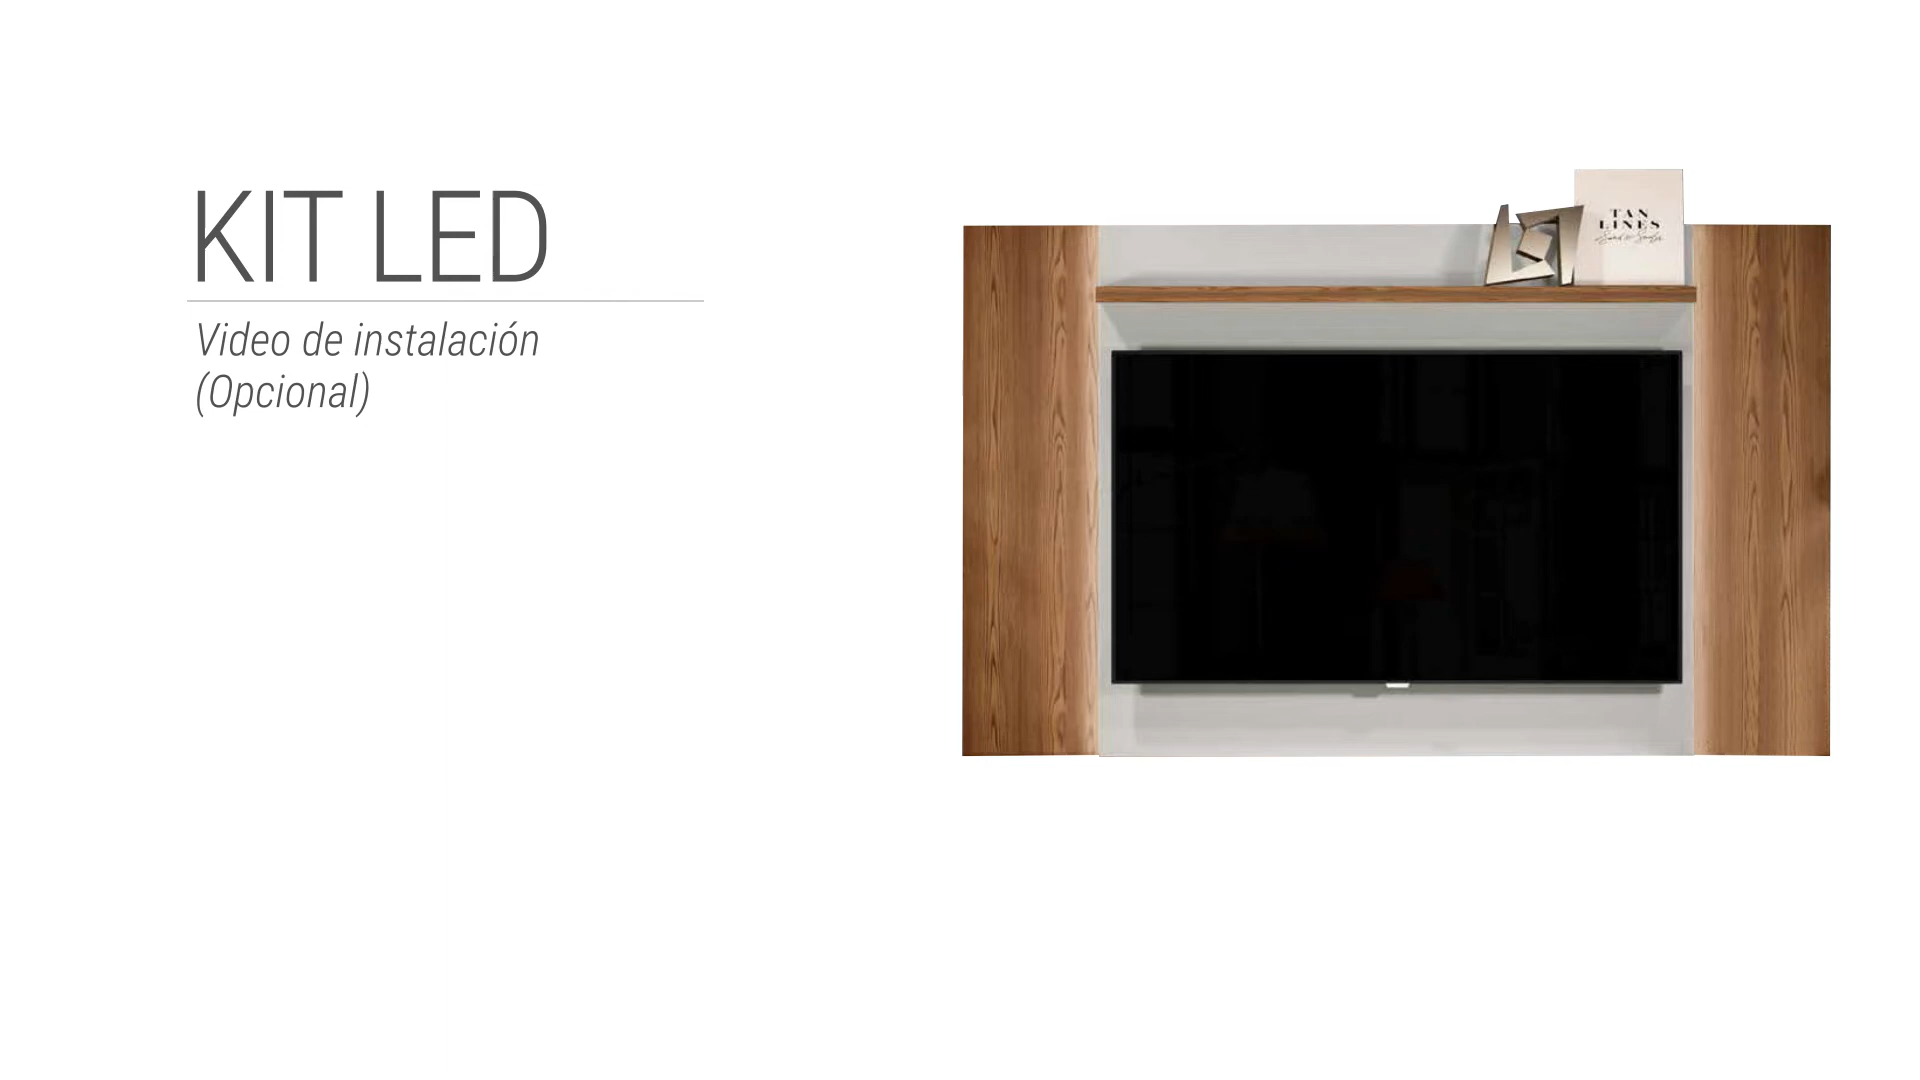 KIT LED
Video de instalación
(Opcional)
TAN
LINES